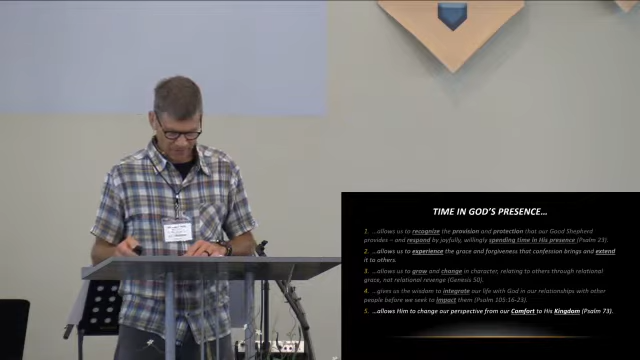 TIME IN GOD'S PRESENCE...
1. ...allows us to recognize the provision and protection that our Good Shepherd
provides – and respond by joyfully, willingly spending time in His presence (Psalm 23).
2. ...allows us to experience the grace and forgiveness that confession brings and extend
it to others.
3. ...allows us to grow and change in character, relating to others through relational
grace, not relational revenge (Genesis 50).
4. ...gives us the wisdom to integrate our life with God in our relationships with other
people before we seek to impact them (Psalm 105:16-23).
5. ...allows Him to change our perspective from our Comfort to His Kingdom (Psalm 73).